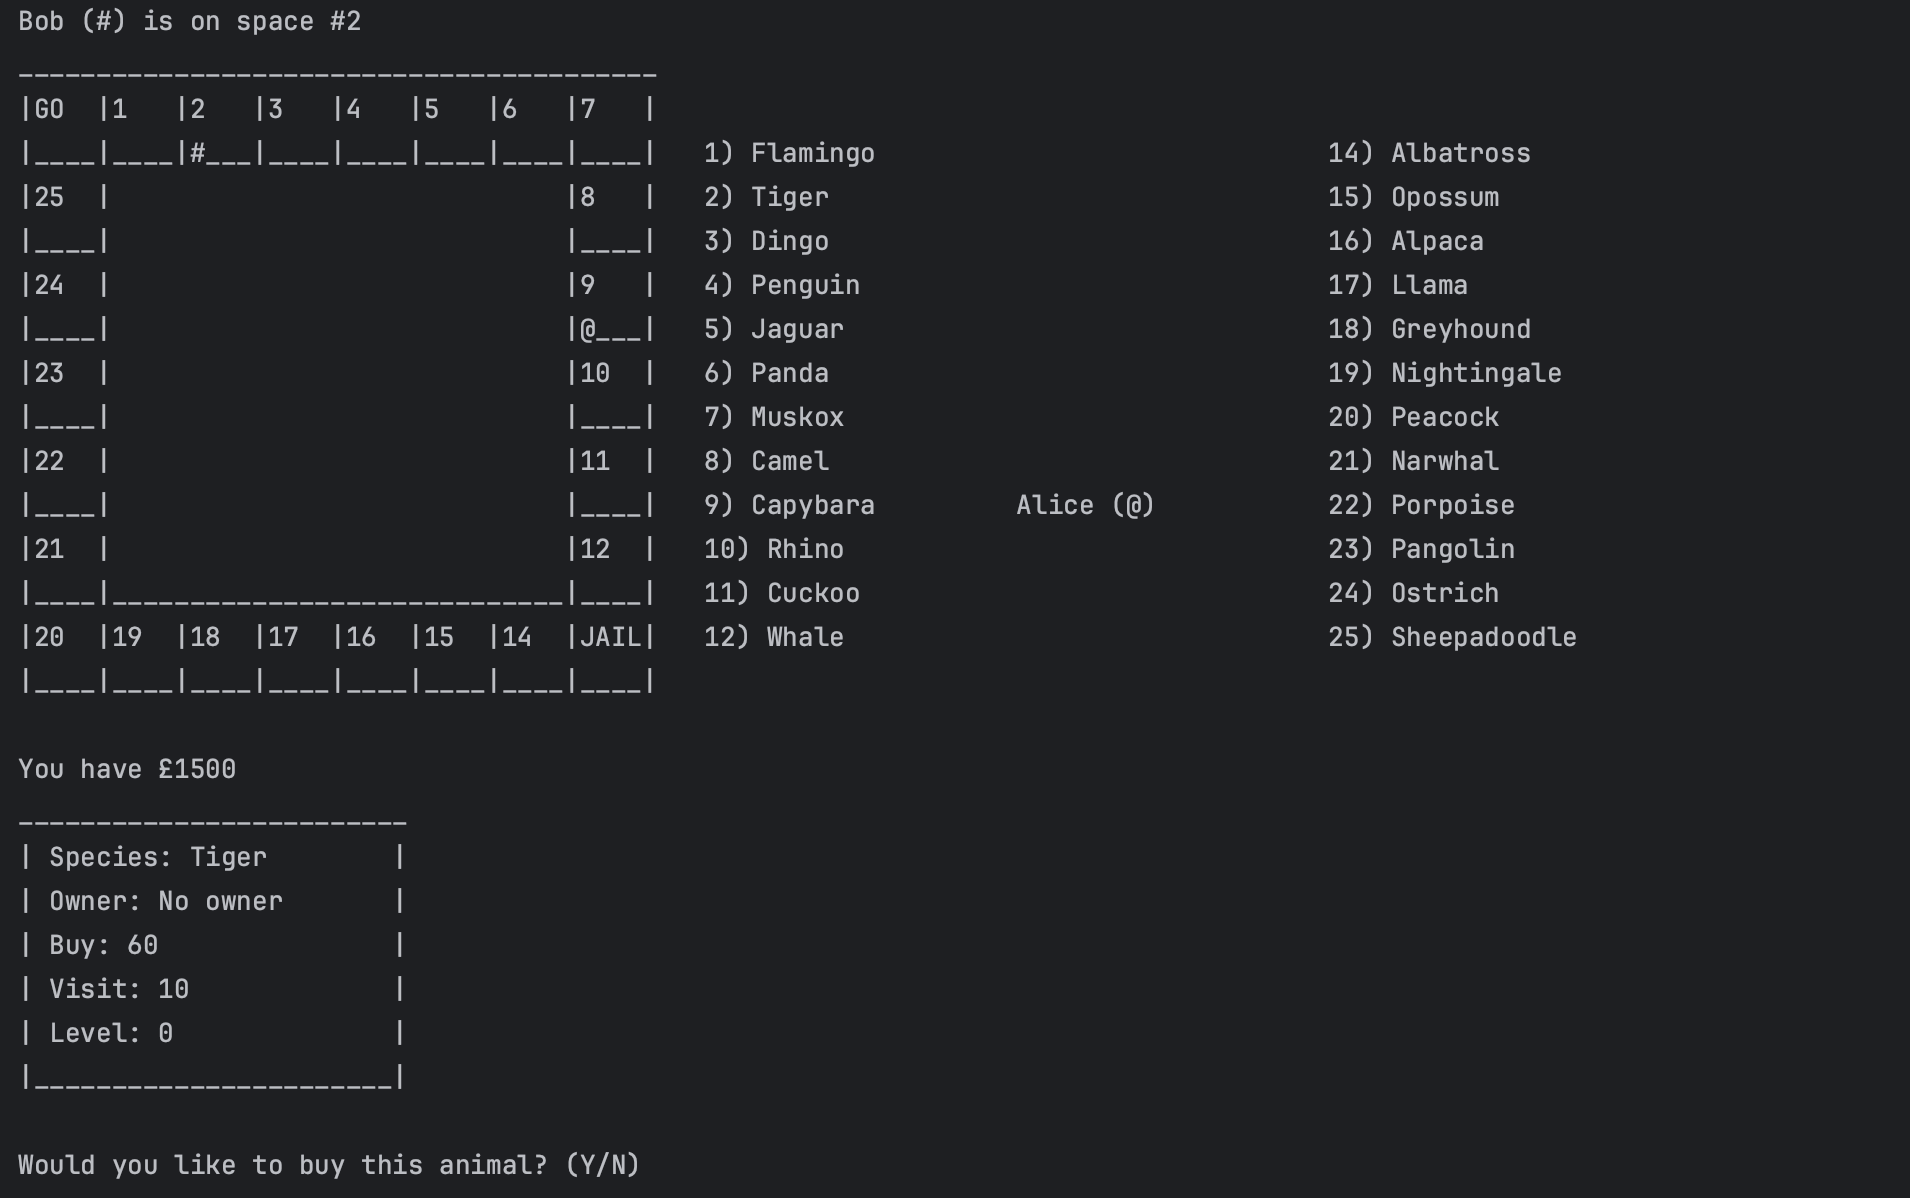 Bob (#) is on space #2
_________________________________________
|GO  |1   |2   |3   |4   |5   |6   |7   |
|____|____|#___|____|____|____|____|____|   1) Flamingo                             14) Albatross
|25  |                             |8   |   2) Tiger                                15) Opossum
|____|                             |____|   3) Dingo                                16) Alpaca
|24  |                             |9   |   4) Penguin                              17) Llama
|____|                             |@___|   5) Jaguar                               18) Greyhound
|23  |                             |10  |   6) Panda                                19) Nightingale
|____|                             |____|   7) Muskox                               20) Peacock
|22  |                             |11  |   8) Camel                                21) Narwhal
|____|                             |____|   9) Capybara         Alice (@)           22) Porpoise
|21  |                             |12  |   10) Rhino                               23) Pangolin
|____|_____________________________|____|   11) Cuckoo                              24) Ostrich
|20  |19  |18  |17  |16  |15  |14  |JAIL|   12) Whale                               25) Sheepadoodle
|____|____|____|____|____|____|____|____|
You have £1500
_________________________
| Species: Tiger        |
| Owner: No owner       |
| Buy: 60               |
| Visit: 10             |
| Level: 0              |
|_______________________|
Would you like to buy this animal? (Y/N)